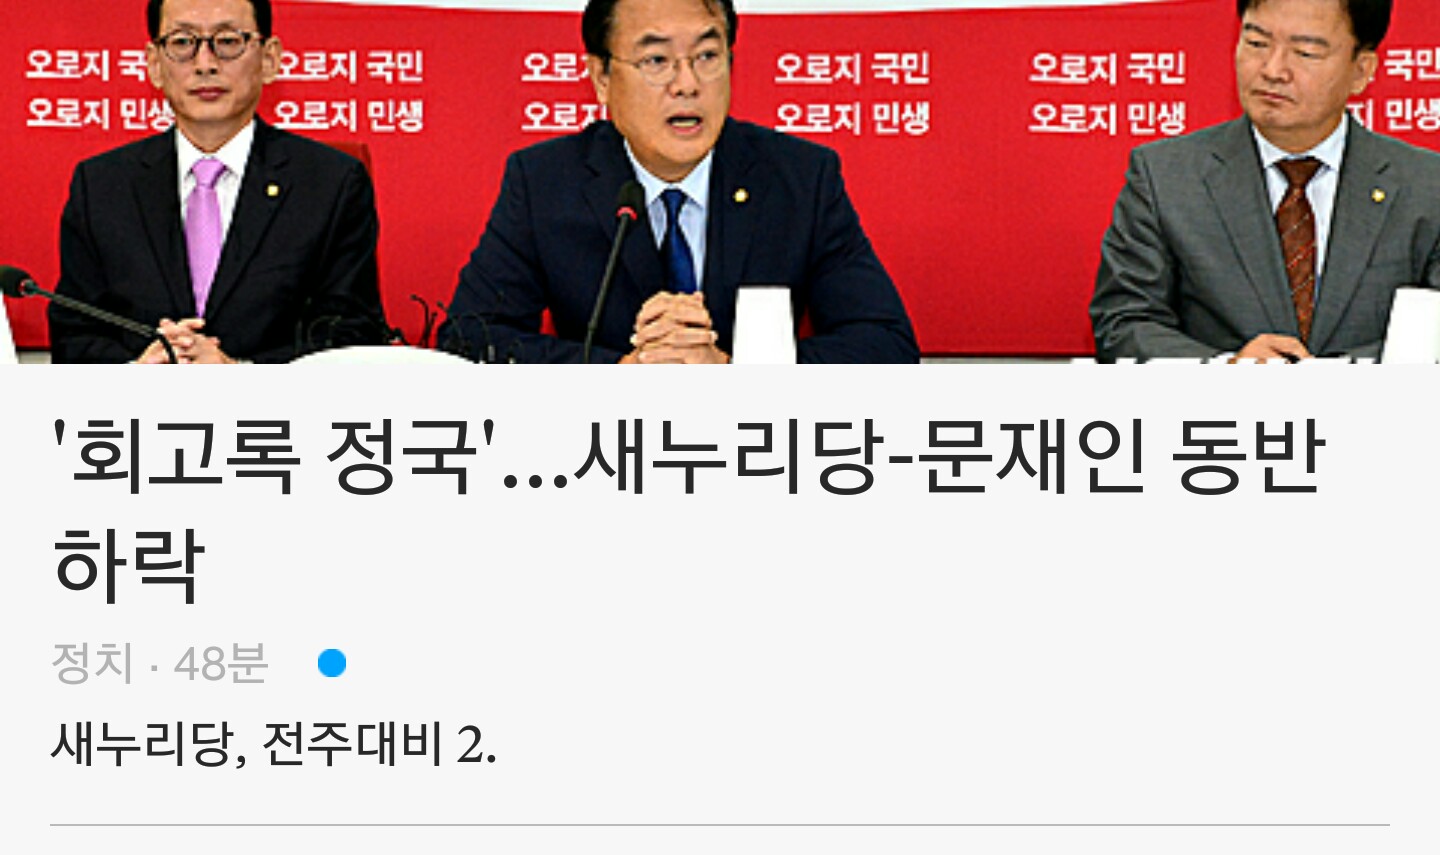 오로지 국 오로지 국민 오로 오로지 국민 오로지 국민 국민
오로지 민생 오로지 민생 오로 오로지 민생 오로지 민생 지 민생
'회고록 정국'...새누리당-문재인 동반
하락
정치 · 48분
새누리당, 전주대비 2.